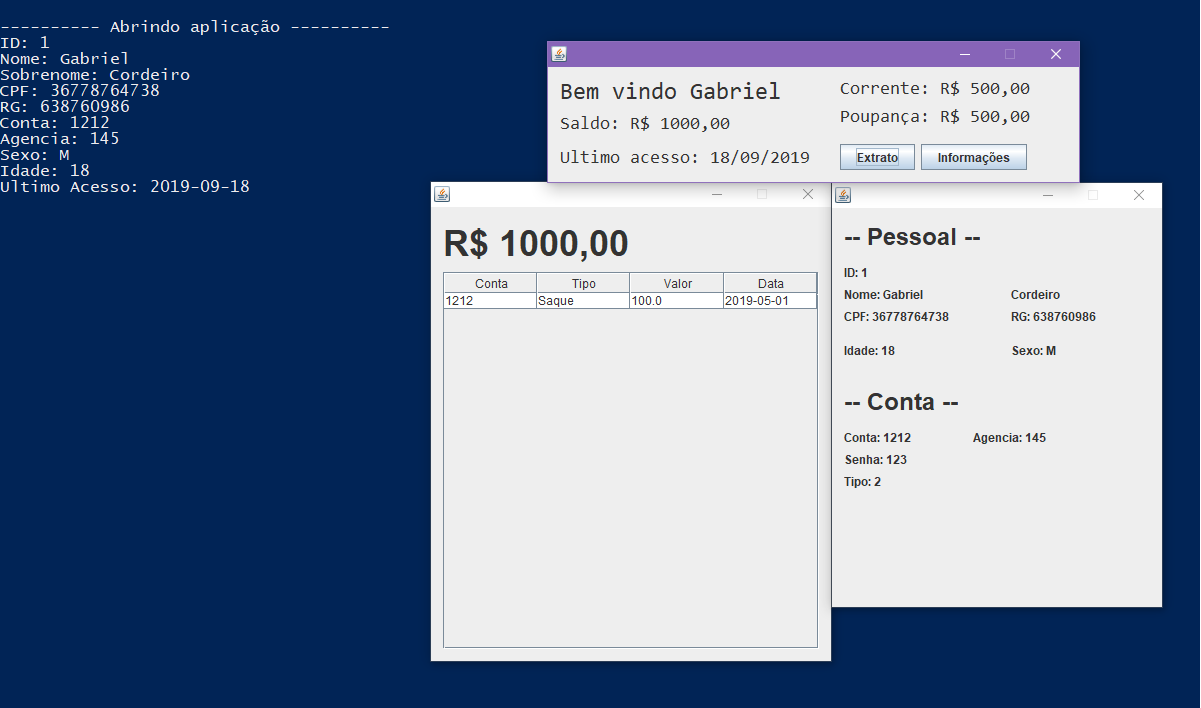 ---------- Abrindo aplicação ----------
ID: 1
Nome: Gabriel
Sobrenome: Cordeiro
CPF: 36778764738
RG: 638760986
Conta: 1212
Agencia: 145
Sexo: M
Idade: 18
Ultimo Acesso: 2019-09-18
Bem vindo Gabriel
Saldo: R$ 1000,00
Ultimo acesso: 18/09/2019
Corrente: R$ 500,00
Poupança: R$ 500,00
Extrato Informações
R$ 1000,00
Conta Tipo Valor Data
1212 Saque 100.0 2019-05-01
-- Pessoal --
ID: 1
Nome: Gabriel Cordeiro
CPF: 36778764738 RG: 638760986
Idade: 18 Sexo: M
-- Conta --
Conta: 1212 Agencia: 145
Senha: 123
Tipo: 2